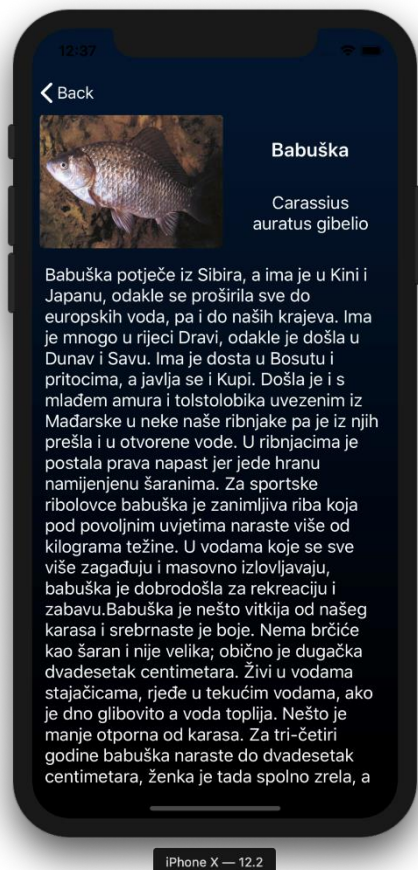 12:37
Back
Babuška
Carassius
auratus gibelio
Babuška potječe iz Sibira, a ima je u Kini i
Japanu, odakle se proširila sve do
europskih voda, pa i do naših krajeva. Ima
je mnogo u rijeci Dravi, odakle je došla u
Dunav i Savu. Ima je dosta u Bosutu i
pritocima, a javlja se i Kupi. Došla je i s
mlađem amura i tolstolobika uvezenim iz
Mađarske u neke naše ribnjake pa je iz njih
prešla i u otvorene vode. U ribnjacima je
postala prava napast jer jede hranu
namijenjenu šaranima. Za sportske
ribolovce babuška je zanimljiva riba koja
pod povoljnim uvjetima naraste više od
kilograma težine. U vodama koje se sve
više zagađuju i masovno izlovljavaju,
babuška je dobrodošla za rekreaciju i
zabavu.Babuška je nešto vitkija od našeg
karasa i srebrnaste je boje. Nema brčiće
kao šaran i nije velika; obično je dugačka
dvadesetak centimetara. Živi u vodama
stajačicama, rjeđe u tekućim vodama, ako
je dno glibovito a voda toplija. Nešto je
manje otporna od karasa. Za tri-četiri
godine babuška naraste do dvadesetak
centimetara, ženka je tada spolno zrela, a
iPhone X — 12.2